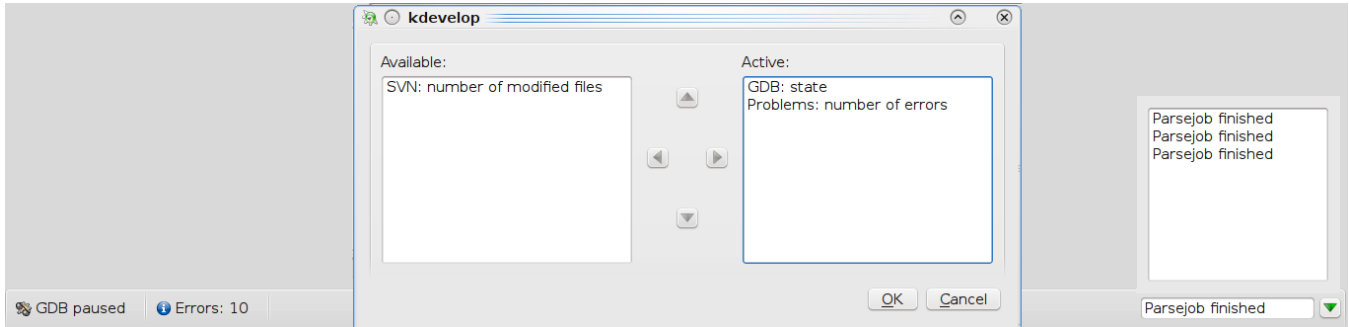 kdevelop
Available:
SVN: number of modified files
Active:
GDB: state
Problems: number of errors
Parsejob finished
Parsejob finished
Parsejob finished
OK
Cancel
GDB paused
Errors: 10
Parsejob finished